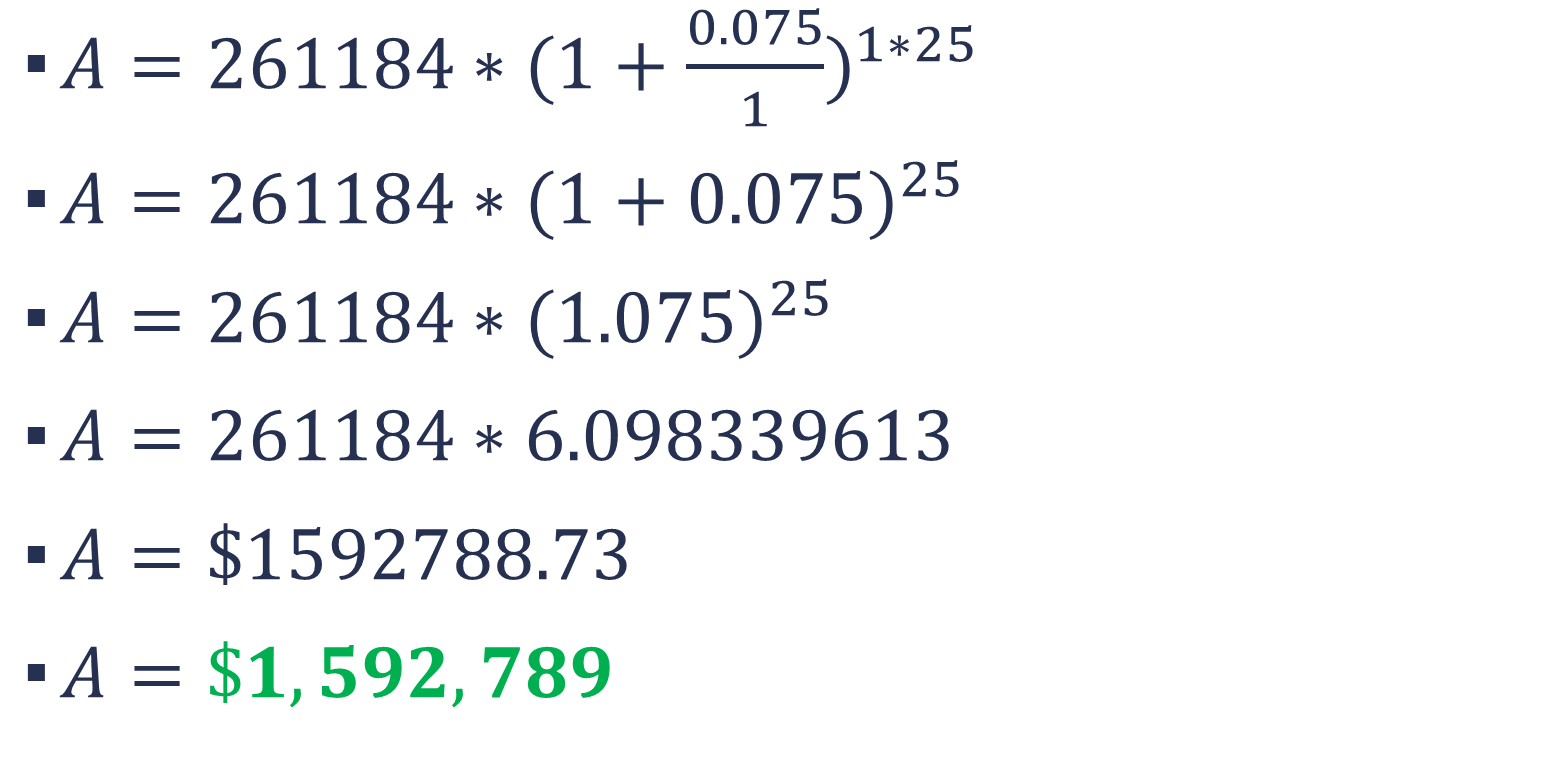 ▪ A = 261184 * (1 + 0.075/1)^1*25
▪ A = 261184 * (1 + 0.075)^25
▪ A = 261184 * (1.075)^25
▪ A = 261184 * 6.098339613
▪ A = $1592788.73
▪ A = $1,592,789